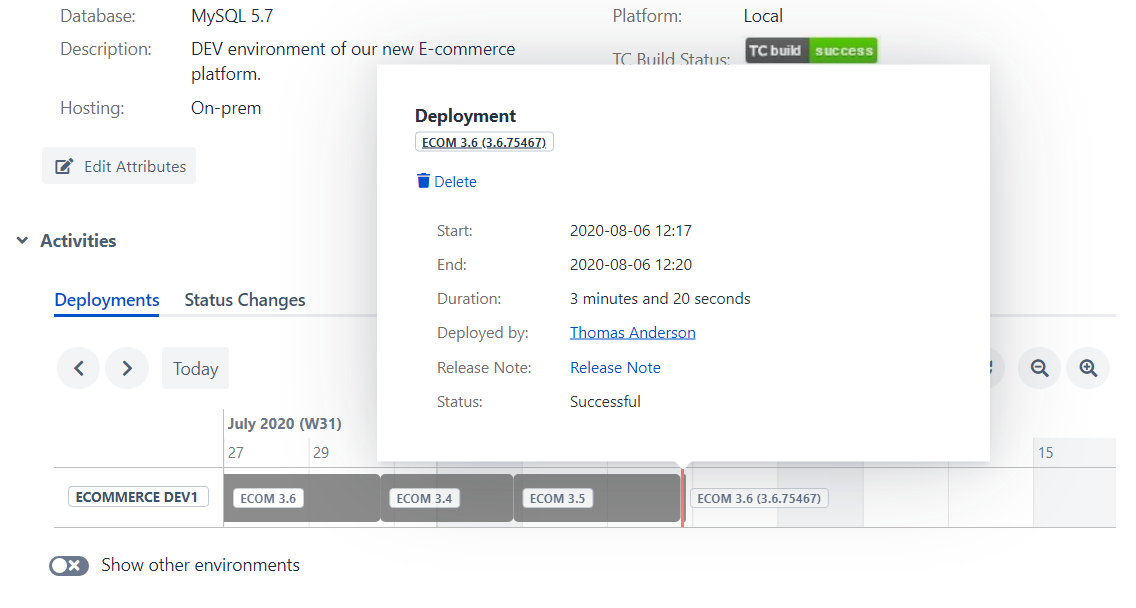 Database: MySQL 5.7
Platform: Local
Description: DEV environment of our new E-commerce
platform.
TC Build Status: TC build success
Hosting: On-prem
Edit Attributes
Activities
Deployments Status Changes
Today
Deployment
ECOM 3.6 (3.6.75467)
Delete
Start: 2020-08-06 12:17
End: 2020-08-06 12:20
Duration: 3 minutes and 20 seconds
Deployed by: Thomas Anderson
Release Note: Release Note
Status: Successful
July 2020 (W31)
27 29 15
ECOMMERCE DEV1 ECOM 3.6 ECOM 3.4 ECOM 3.5 ECOM 3.6 (3.6.75467)
Show other environments